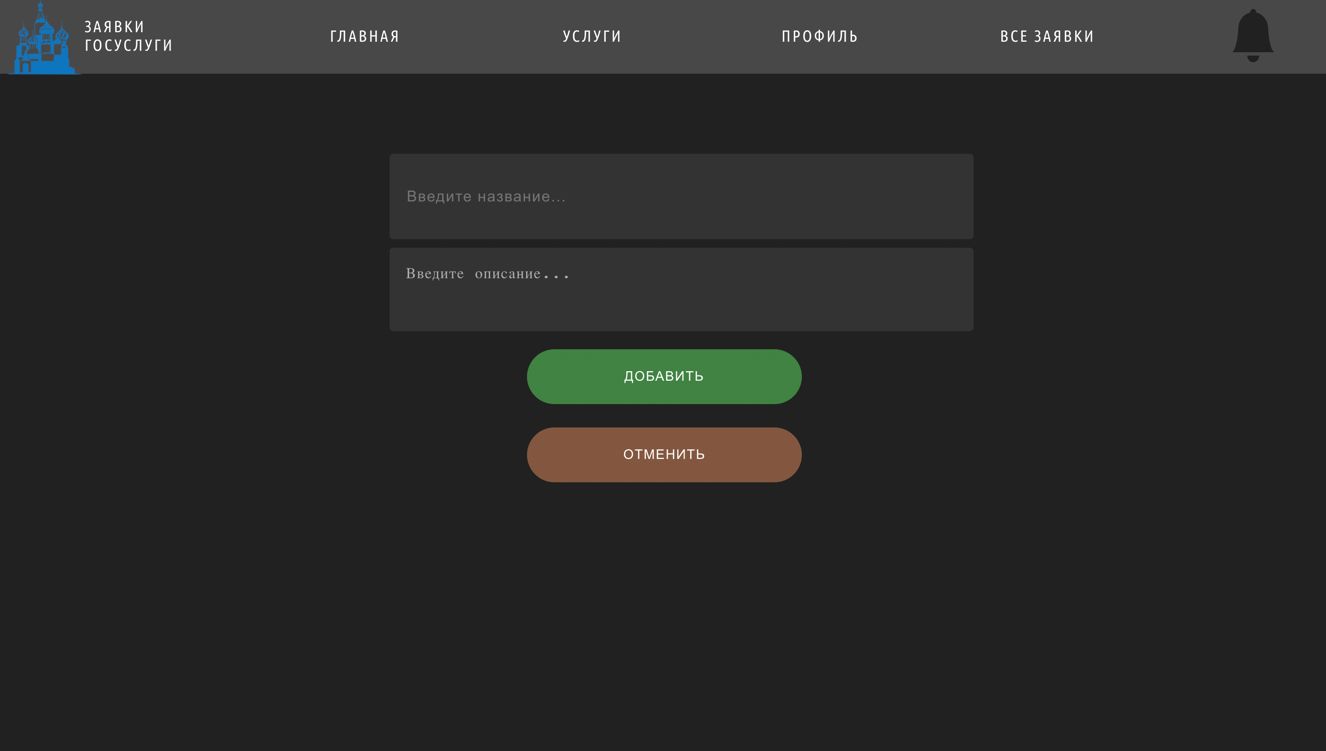 ЗАЯВКИ
ГОСУСЛУГИ
ГЛАВНАЯ
УСЛУГИ
ПРОФИЛЬ
ВСЕ ЗАЯВКИ
Введите название...
Введите описание...
ДОБАВИТЬ
ОТМЕНИТЬ